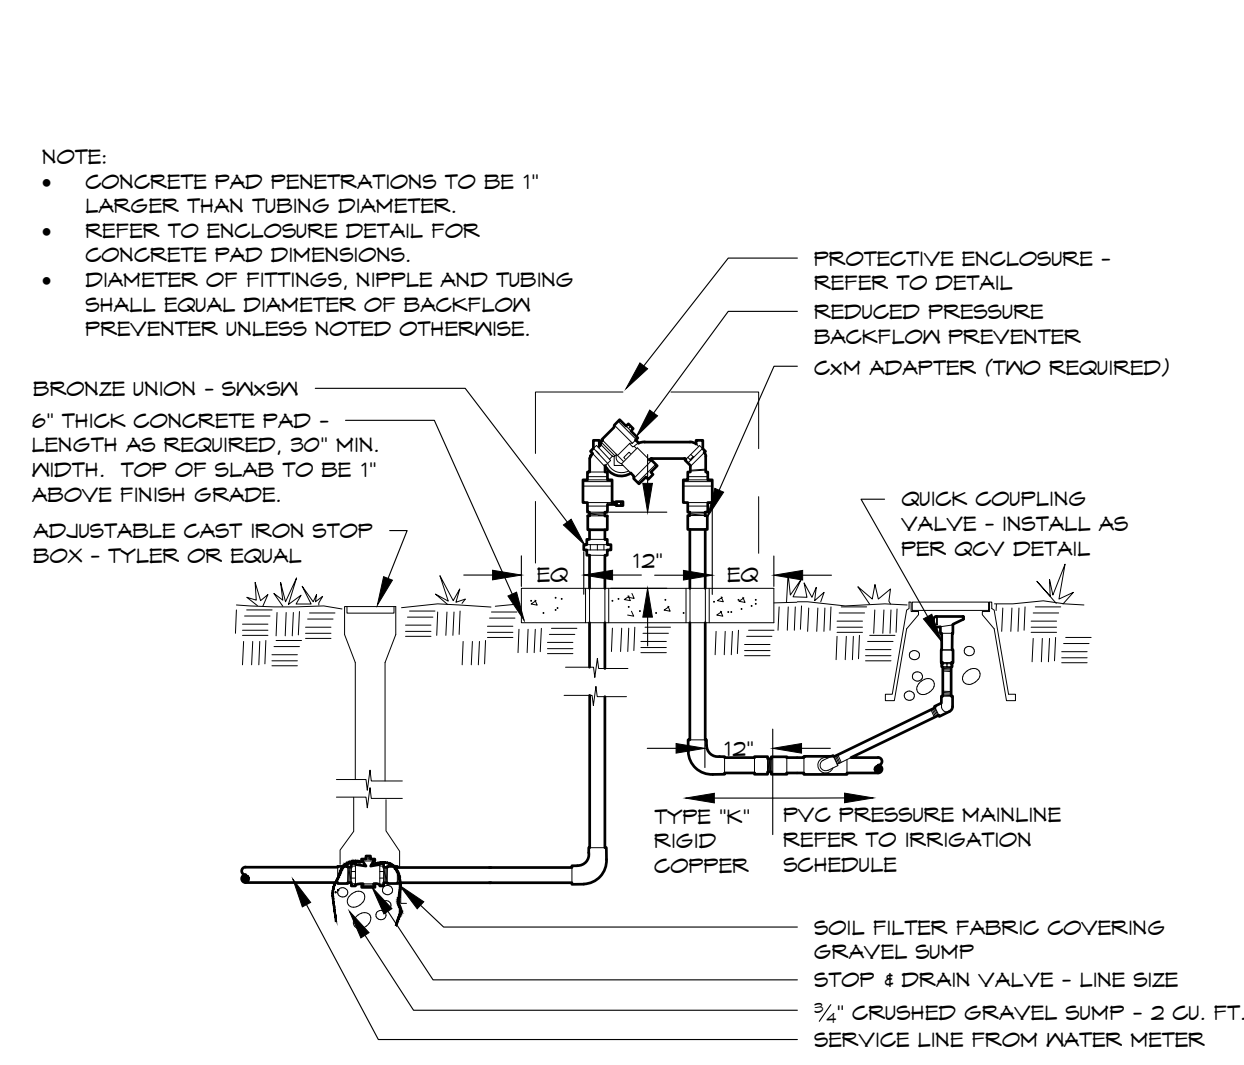 NOTE:
• CONCRETE PAD PENETRATIONS TO BE 1"
LARGER THAN TUBING DIAMETER.
• REFER TO ENCLOSURE DETAIL FOR
CONCRETE PAD DIMENSIONS.
• DIAMETER OF FITTINGS, NIPPLE AND TUBING
SHALL EQUAL DIAMETER OF BACKFLOW
PREVENTER UNLESS NOTED OTHERWISE.
BRONZE UNION - SWxSW
6" THICK CONCRETE PAD -
LENGTH AS REQUIRED, 30" MIN.
WIDTH. TOP OF SLAB TO BE 1"
ABOVE FINISH GRADE.
ADJUSTABLE CAST IRON STOP
BOX - TYLER OR EQUAL
PROTECTIVE ENCLOSURE -
REFER TO DETAIL
REDUCED PRESSURE
BACKFLOW PREVENTER
CxM ADAPTER (TWO REQUIRED)
QUICK COUPLING
VALVE - INSTALL AS
PER QCV DETAIL
EQ
12"
EQ
12"
TYPE "K"
RIGID
COPPER
PVC PRESSURE MAINLINE
REFER TO IRRIGATION
SCHEDULE
SOIL FILTER FABRIC COVERING
GRAVEL SUMP
STOP & DRAIN VALVE - LINE SIZE
¾" CRUSHED GRAVEL SUMP - 2 CU. FT.
SERVICE LINE FROM WATER METER